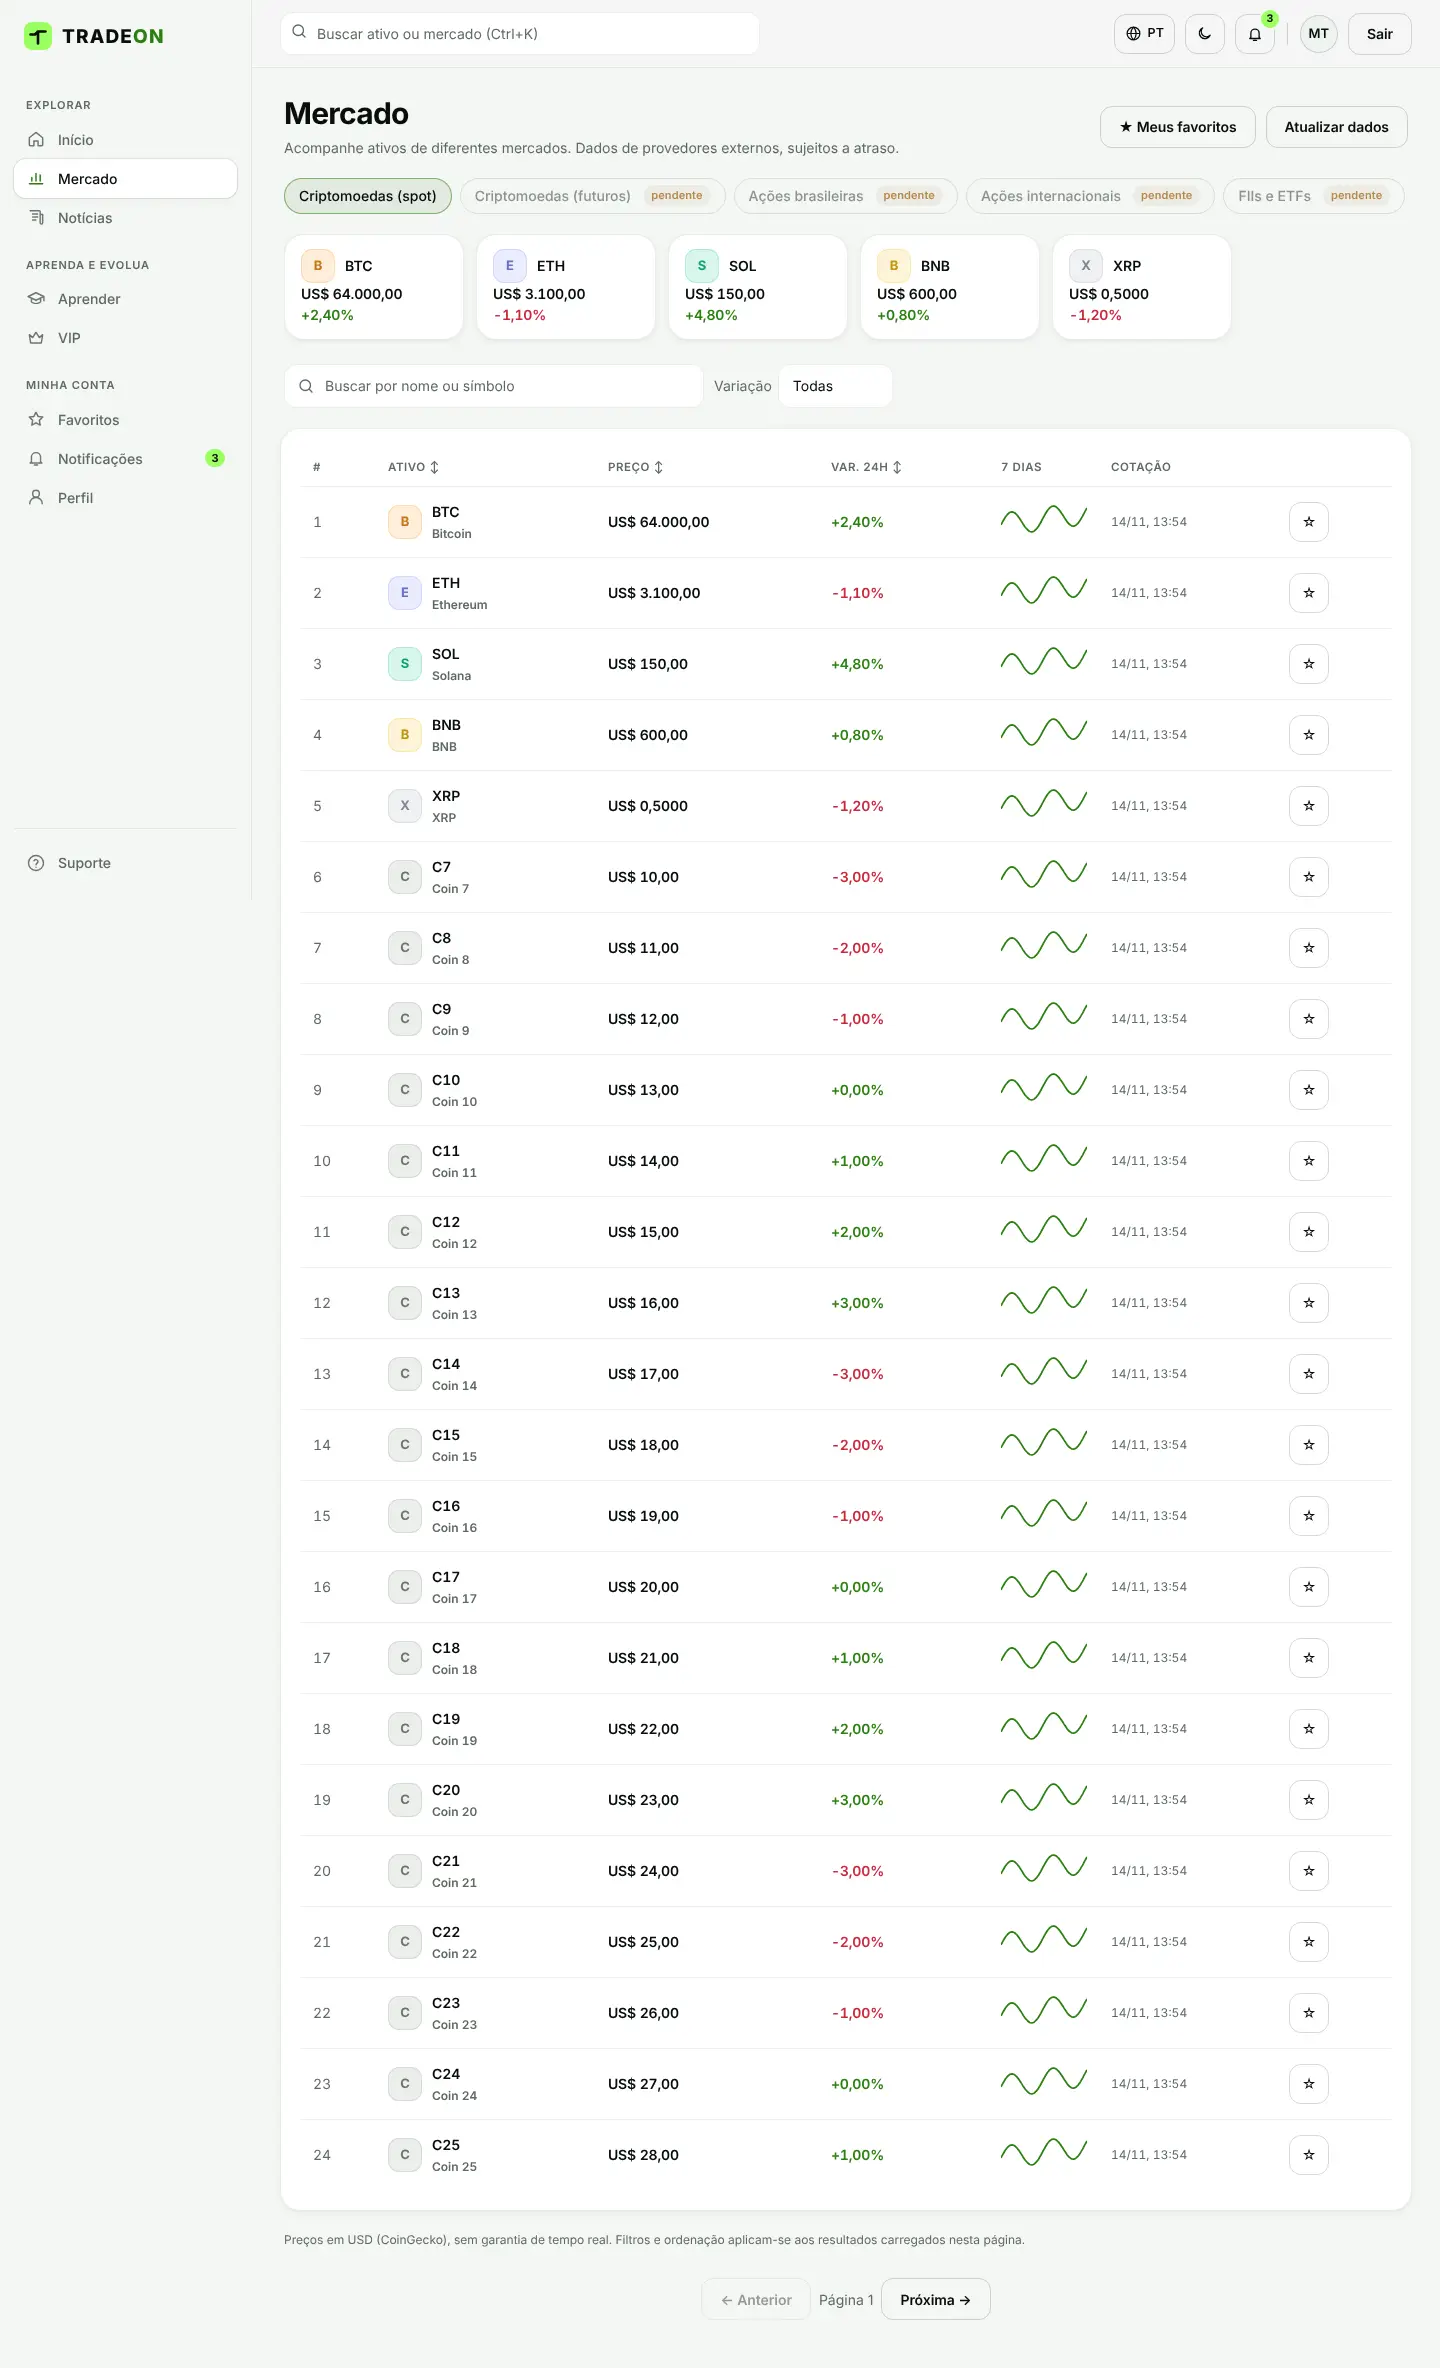 TRADEON
Buscar ativo ou mercado (Ctrl+K)
PT
3
MT
Sair
EXPLORAR
Início
Mercado
Notícias
APRENDA E EVOLUA
Aprender
VIP
MINHA CONTA
Favoritos
Notificações 3
Perfil
Suporte
Mercado
Acompanhe ativos de diferentes mercados. Dados de provedores externos, sujeitos a atraso.
★ Meus favoritos
Atualizar dados
Criptomoedas (spot)
Criptomoedas (futuros) pendente
Ações brasileiras pendente
Ações internacionais pendente
FIIs e ETFs pendente
B BTC
US$ 64.000,00
+2,40%
E ETH
US$ 3.100,00
-1,10%
S SOL
US$ 150,00
+4,80%
B BNB
US$ 600,00
+0,80%
X XRP
US$ 0,5000
-1,20%
Buscar por nome ou símbolo
Variação Todas
# ATIVO ↕ PREÇO ↕ VAR. 24H ↕ 7 DIAS COTAÇÃO
1 B BTC US$ 64.000,00 +2,40% 14/11, 13:54 ☆
Bitcoin
2 E ETH US$ 3.100,00 -1,10% 14/11, 13:54 ☆
Ethereum
3 S SOL US$ 150,00 +4,80% 14/11, 13:54 ☆
Solana
4 B BNB US$ 600,00 +0,80% 14/11, 13:54 ☆
BNB
5 X XRP US$ 0,5000 -1,20% 14/11, 13:54 ☆
XRP
6 C C7 US$ 10,00 -3,00% 14/11, 13:54 ☆
Coin 7
7 C C8 US$ 11,00 -2,00% 14/11, 13:54 ☆
Coin 8
8 C C9 US$ 12,00 -1,00% 14/11, 13:54 ☆
Coin 9
9 C C10 US$ 13,00 +0,00% 14/11, 13:54 ☆
Coin 10
10 C C11 US$ 14,00 +1,00% 14/11, 13:54 ☆
Coin 11
11 C C12 US$ 15,00 +2,00% 14/11, 13:54 ☆
Coin 12
12 C C13 US$ 16,00 +3,00% 14/11, 13:54 ☆
Coin 13
13 C C14 US$ 17,00 -3,00% 14/11, 13:54 ☆
Coin 14
14 C C15 US$ 18,00 -2,00% 14/11, 13:54 ☆
Coin 15
15 C C16 US$ 19,00 -1,00% 14/11, 13:54 ☆
Coin 16
16 C C17 US$ 20,00 +0,00% 14/11, 13:54 ☆
Coin 17
17 C C18 US$ 21,00 +1,00% 14/11, 13:54 ☆
Coin 18
18 C C19 US$ 22,00 +2,00% 14/11, 13:54 ☆
Coin 19
19 C C20 US$ 23,00 +3,00% 14/11, 13:54 ☆
Coin 20
20 C C21 US$ 24,00 -3,00% 14/11, 13:54 ☆
Coin 21
21 C C22 US$ 25,00 -2,00% 14/11, 13:54 ☆
Coin 22
22 C C23 US$ 26,00 -1,00% 14/11, 13:54 ☆
Coin 23
23 C C24 US$ 27,00 +0,00% 14/11, 13:54 ☆
Coin 24
24 C C25 US$ 28,00 +1,00% 14/11, 13:54 ☆
Coin 25
Preços em USD (CoinGecko), sem garantia de tempo real. Filtros e ordenação aplicam-se aos resultados carregados nesta página.
← Anterior Página 1 Próxima →